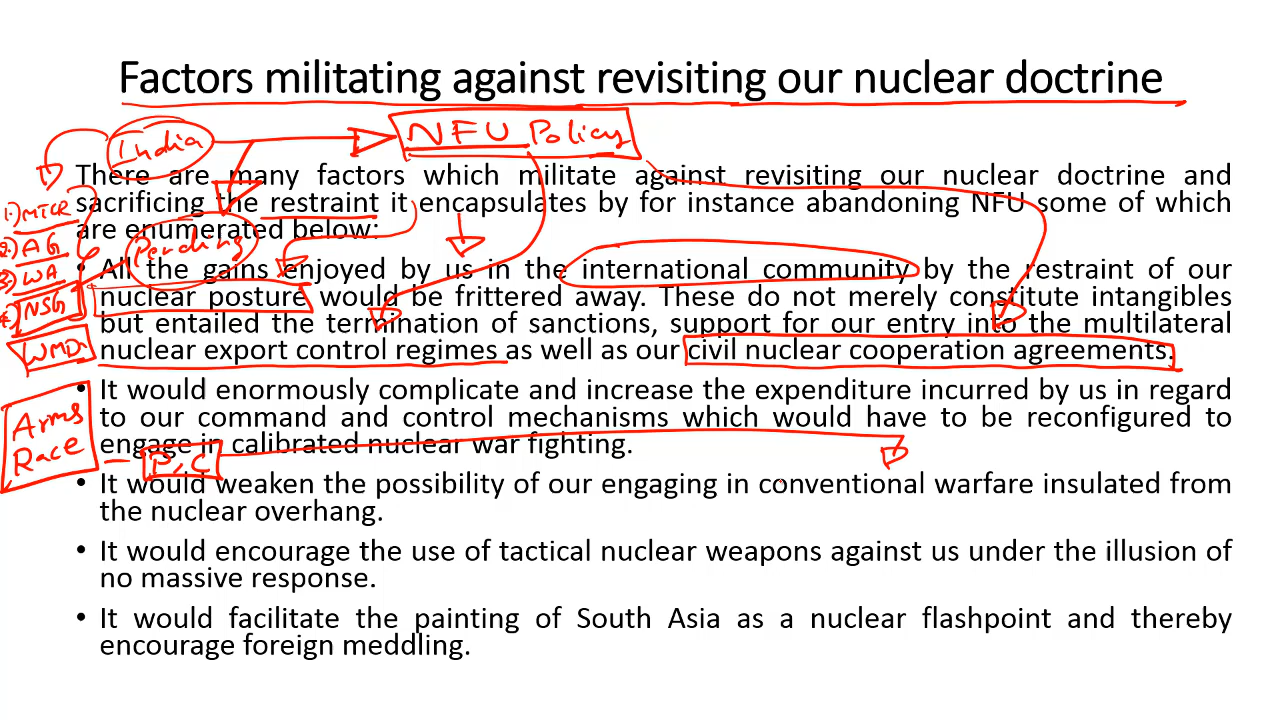 Factors militating against revisiting our nuclear doctrine
India
NFU Policy
There are many factors which militate against revisiting our nuclear doctrine and
sacrificing the restraint it encapsulates by for instance abandoning NFU some of which
are enumerated below:
1.) MTCR
2.) AG
3.) WA
4.) NSG
Pending
WMDs
• All the gains enjoyed by us in the international community by the restraint of our
nuclear posture would be frittered away. These do not merely constitute intangibles
but entailed the termination of sanctions, support for our entry into the multilateral
nuclear export control regimes as well as our civil nuclear cooperation agreements.
• It would enormously complicate and increase the expenditure incurred by us in regard
to our command and control mechanisms which would have to be reconfigured to
engage in calibrated nuclear war fighting.
Arms
Race
P, C
• It would weaken the possibility of our engaging in conventional warfare insulated from
the nuclear overhang.
• It would encourage the use of tactical nuclear weapons against us under the illusion of
no massive response.
• It would facilitate the painting of South Asia as a nuclear flashpoint and thereby
encourage foreign meddling.